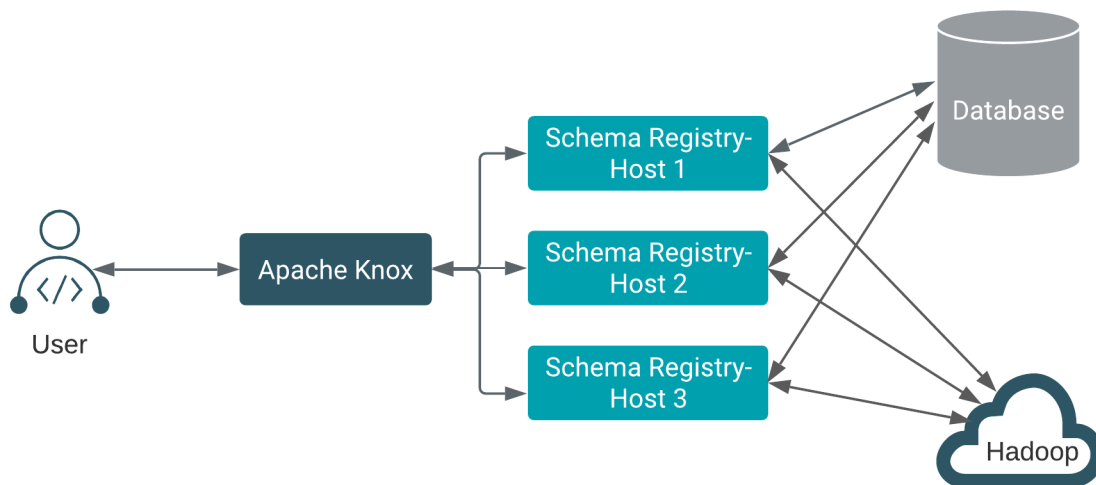 User
</>
Apache Knox
Schema Registry-
Host 1
Schema Registry-
Host 2
Schema Registry-
Host 3
Database
Hadoop